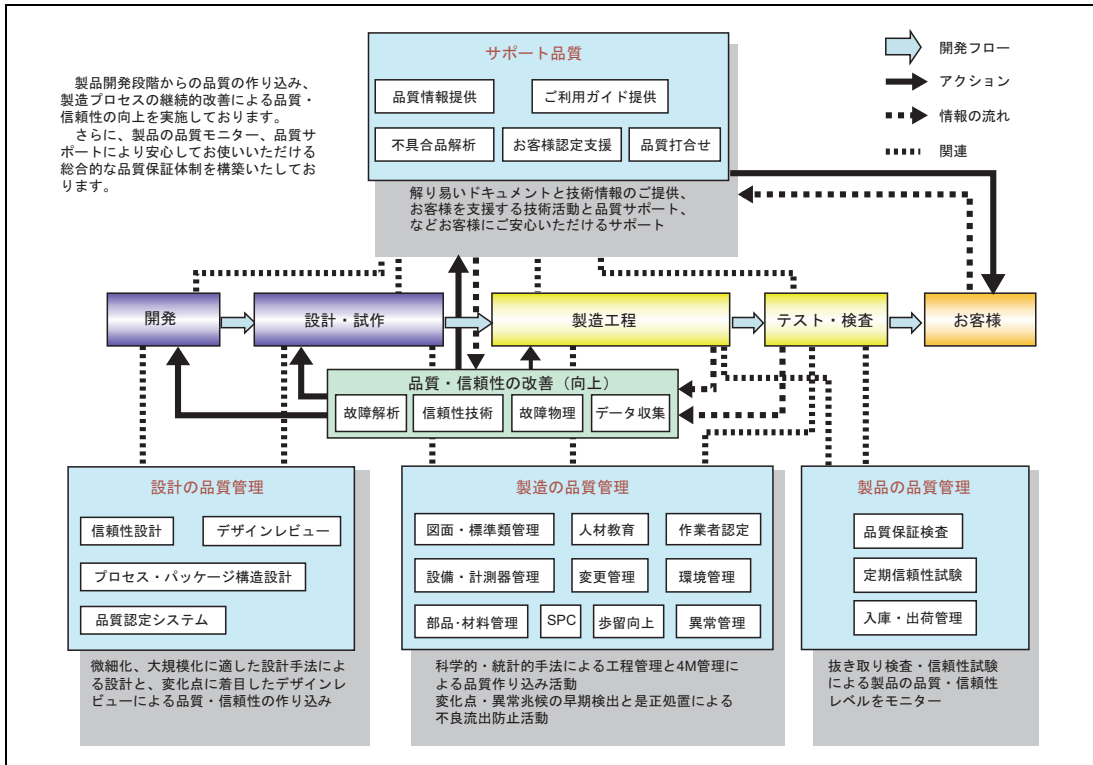 製品開発段階からの品質の作り込み、
製造プロセスの継続的改善による品質・
信頼性の向上を実施しております。
さらに、製品の品質モニター、品質サ
ポートにより安心してお使いいただける
総合的な品質保証体制を構築いたしてお
ります。
サポート品質
品質情報提供
ご利用ガイド提供
不具合品解析
お客様認定支援
品質打合せ
解り易いドキュメントと技術情報のご提供、
お客様を支援する技術活動と品質サポート、
などお客様にご安心いただけるサポート
開発フロー
アクション
情報の流れ
関連
開発
設計・試作
製造工程
テスト・検査
お客様
品質・信頼性の改善（向上）
故障解析
信頼性技術
故障物理
データ収集
設計の品質管理
信頼性設計
デザインレビュー
プロセス・パッケージ構造設計
品質認定システム
微細化、大規模化に適した設計手法によ
る設計と、変化点に着目したデザインレ
ビューによる品質・信頼性の作り込み
製造の品質管理
図面・標準類管理
人材教育
作業者認定
設備・計測器管理
変更管理
環境管理
部品・材料管理
SPC
歩留向上
異常管理
科学的・統計的手法による工程管理と4M管理に
よる品質作り込み活動
変化点・異常兆候の早期検出と是正処置による
不良流出防止活動
製品の品質管理
品質保証検査
定期信頼性試験
入庫・出荷管理
抜き取り検査・信頼性試験
による製品の品質・信頼性
レベルをモニター